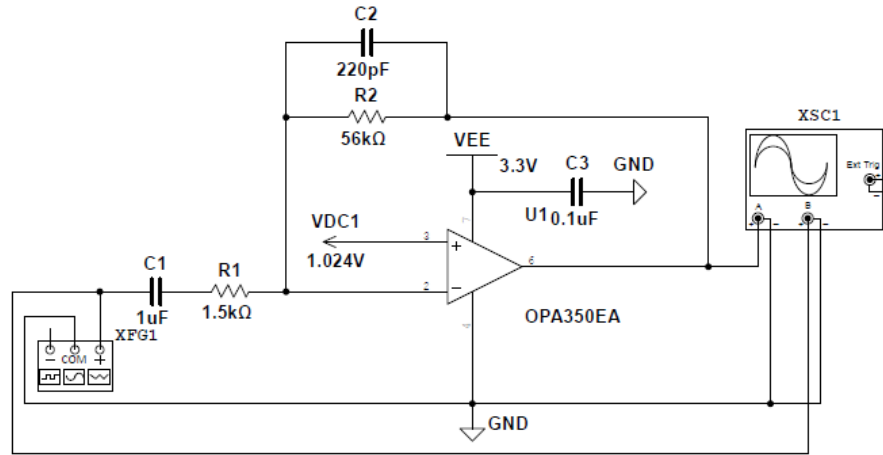 C2
220pF
R2
56kΩ
XSC1
Ext Trig
+
−
A
B
+ − + −
VEE
3.3V
C3
GND
U1 0.1uF
7
VDC1
3
+
1.024V
6
C1
R1
2
−
1uF
1.5kΩ
OPA350EA
4
XFG1
− COM +
GND